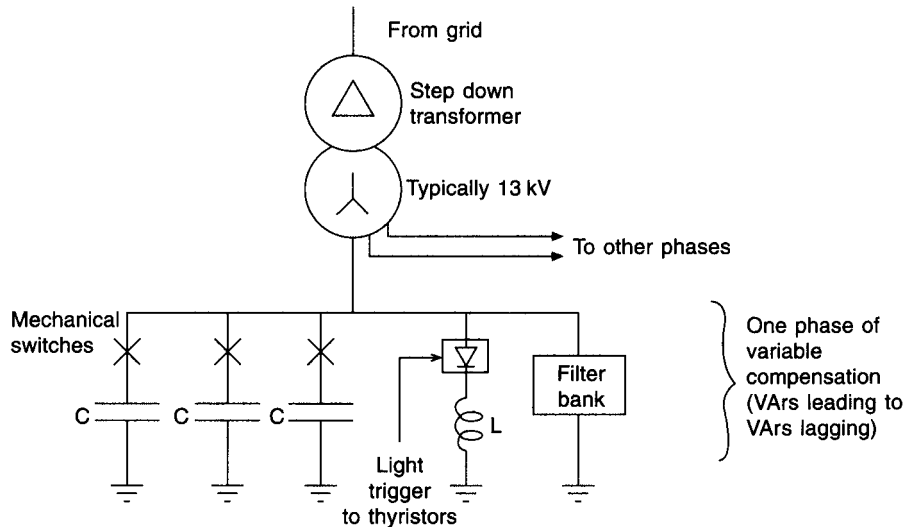 From grid
Step down
transformer
Typically 13 kV
To other phases
Mechanical
switches
C
C
C
L
Filter
bank
Light
trigger
to thyristors
One phase of
variable
compensation
(VArs leading to
VArs lagging)